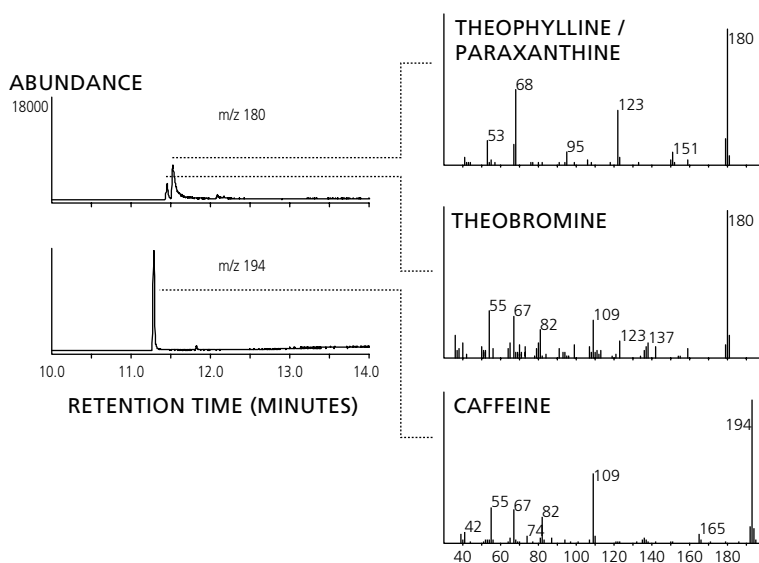 ABUNDANCE
18000
m/z 180
m/z 194
10.0 11.0 12.0 13.0 14.0
RETENTION TIME (MINUTES)
THEOPHYLLINE /
PARAXANTHINE
180
68
123
53
95
151
THEOBROMINE
180
55
67
82
109
123
137
CAFFEINE
194
109
55
67
82
42
74
165
40 60 80 100 120 140 160 180